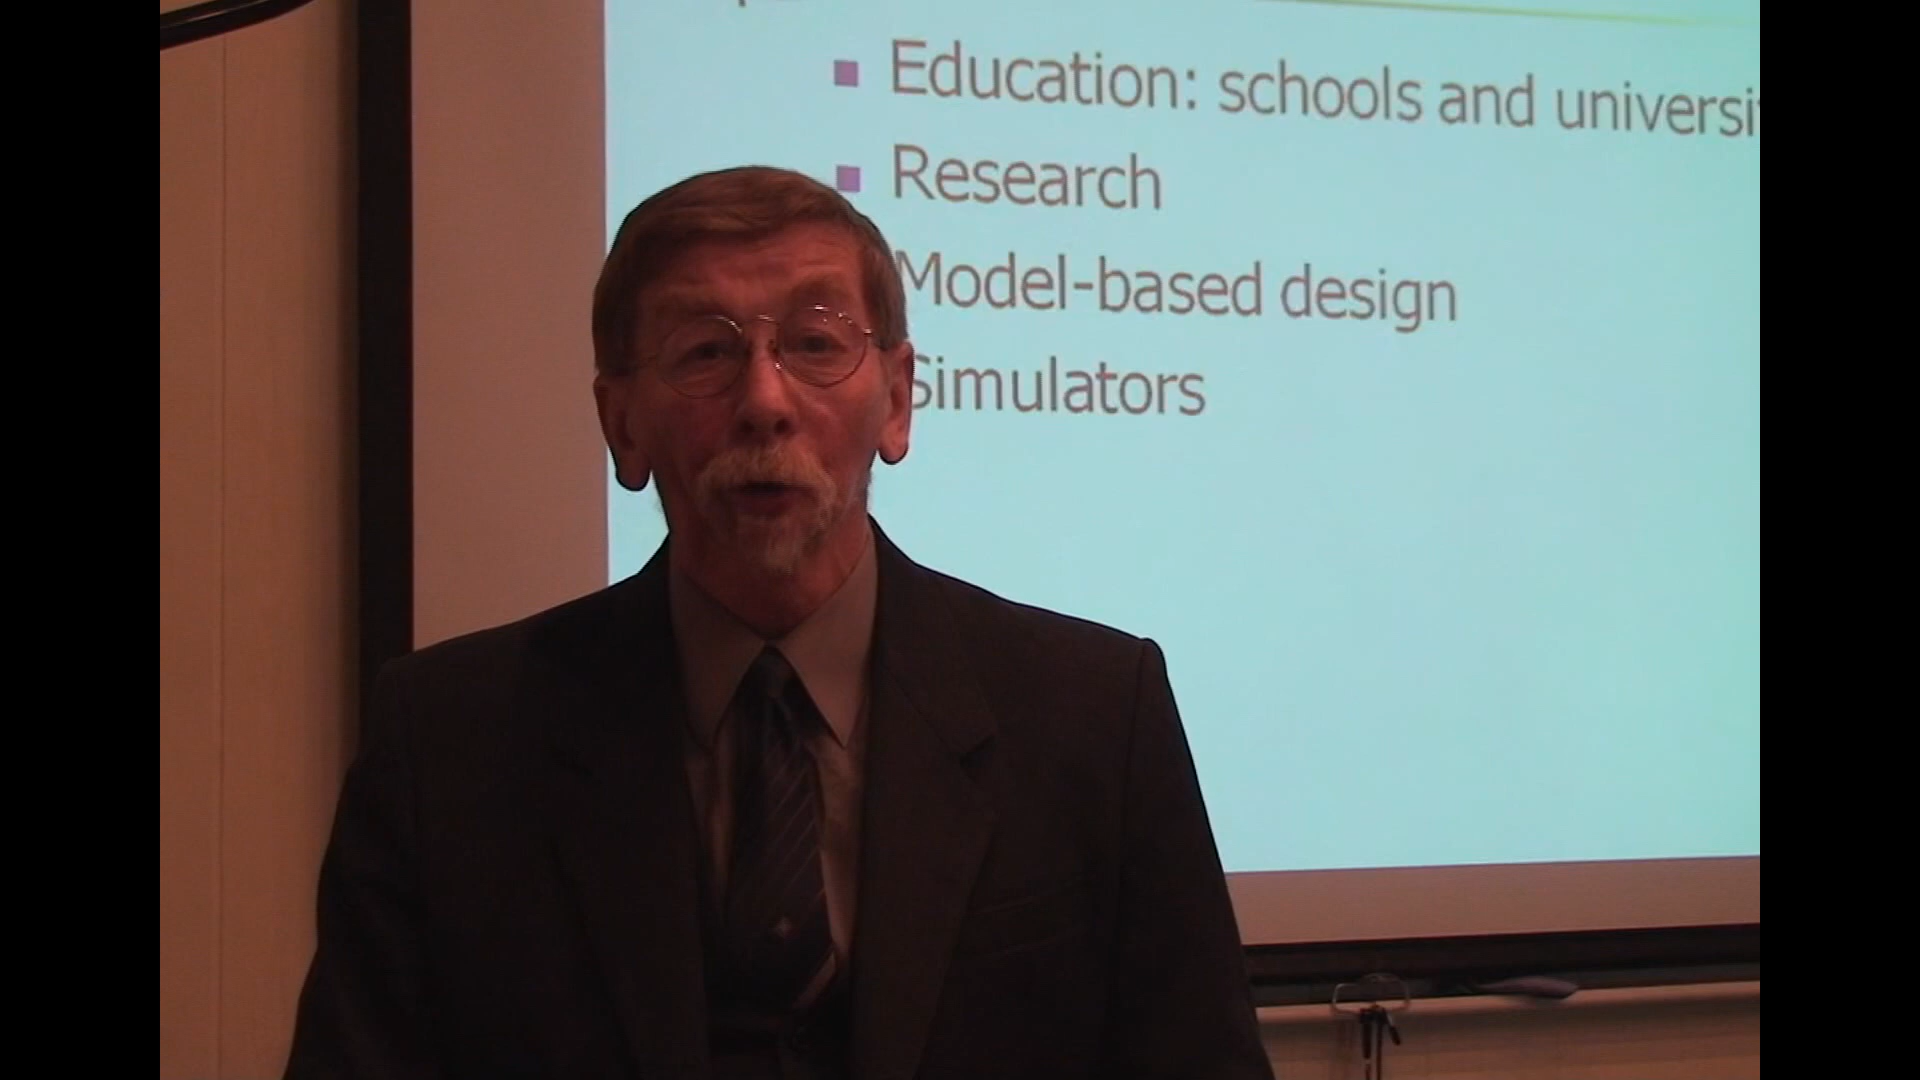 Education: schools and universi
Research
Model-based design
Simulators